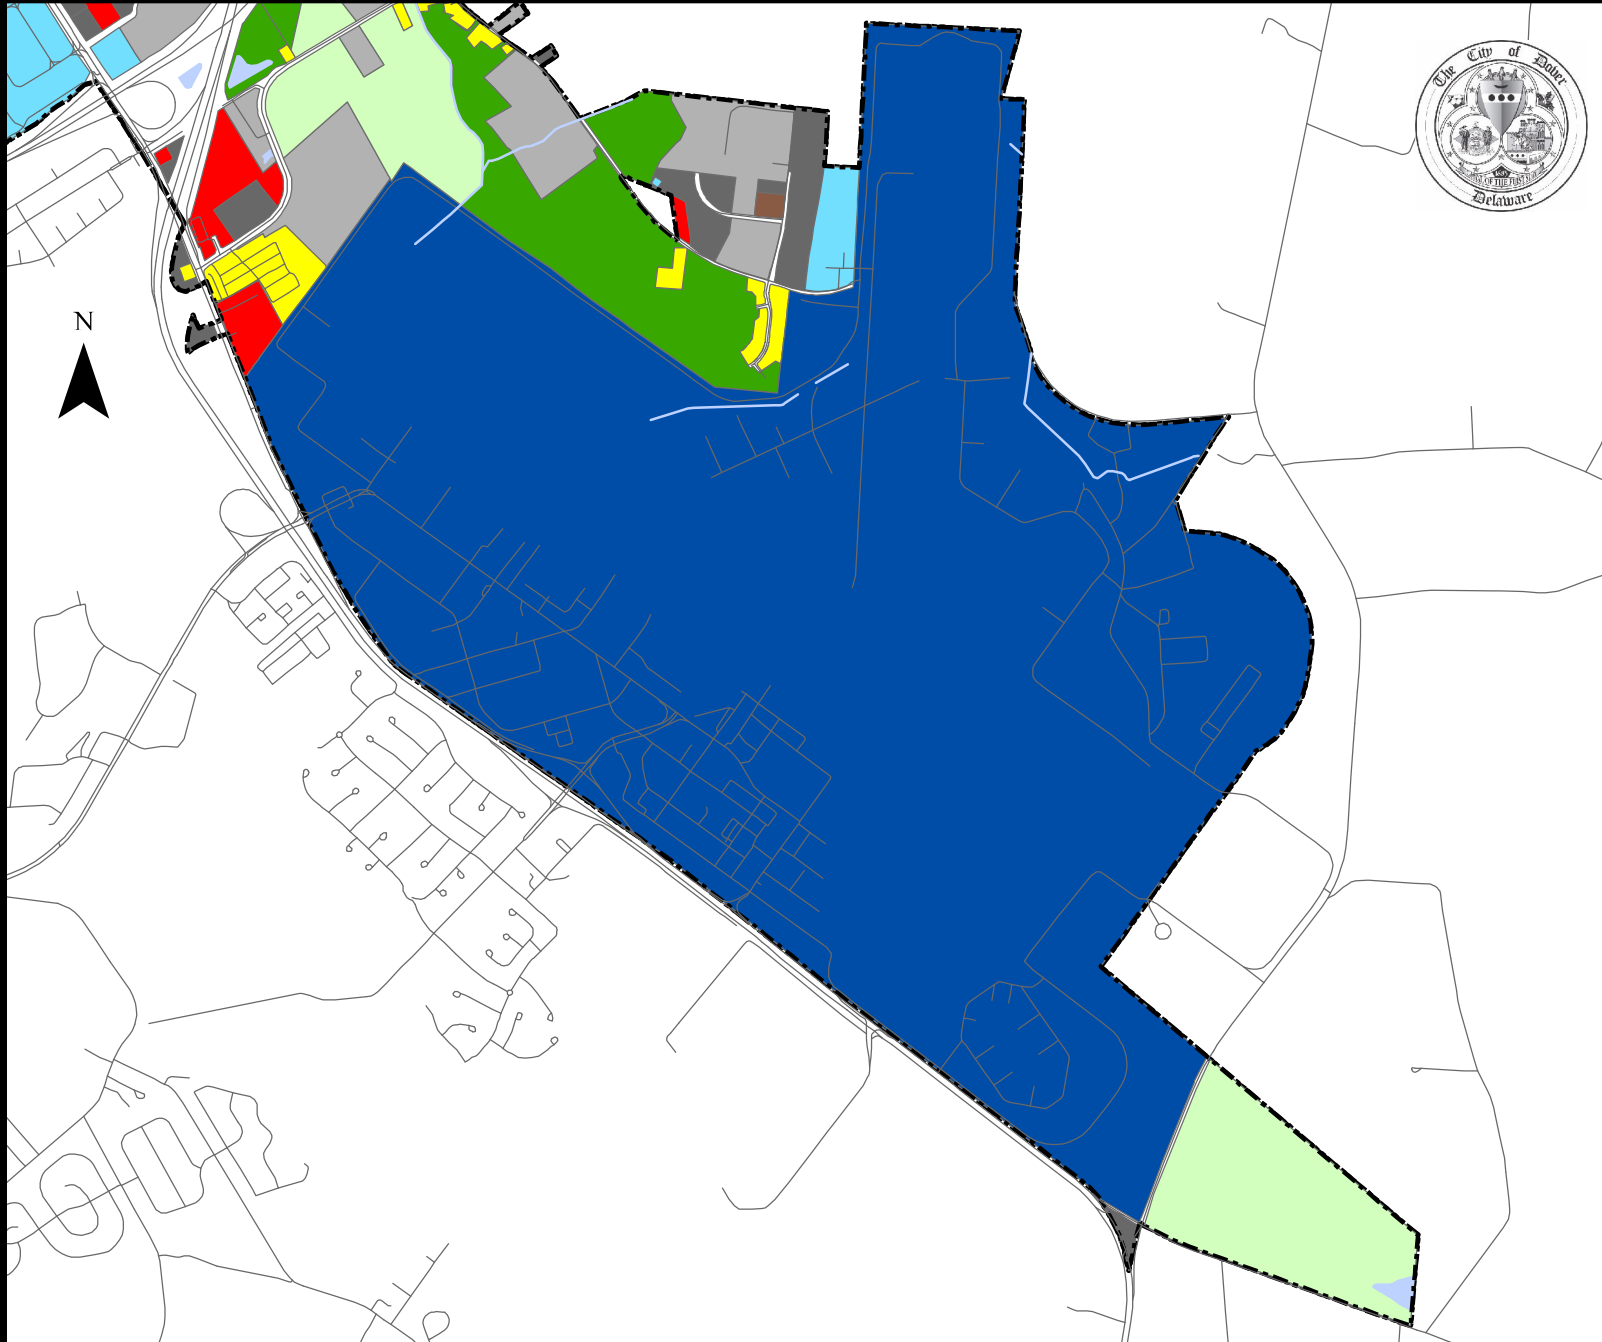 The City of Dover
N
Delaware